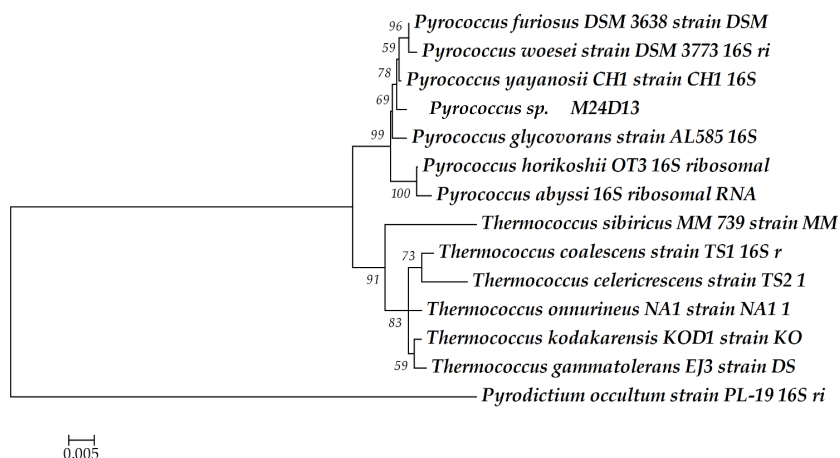 96
Pyrococcus furiosus DSM 3638 strain DSM
59
Pyrococcus woesei strain DSM 3773 16S ri
78
Pyrococcus yayanosii CH1 strain CH1 16S
69
Pyrococcus sp. M24D13
99
Pyrococcus glycovorans strain AL585 16S
Pyrococcus horikoshii OT3 16S ribosomal
100
Pyrococcus abyssi 16S ribosomal RNA
Thermococcus sibiricus MM 739 strain MM
73
Thermococcus coalescens strain TS1 16S r
91
Thermococcus celericrescens strain TS2 1
Thermococcus onnurineus NA1 strain NA1 1
83
Thermococcus kodakarensis KOD1 strain KO
59
Thermococcus gammatolerans EJ3 strain DS
Pyrodictium occultum strain PL-19 16S ri
0.005